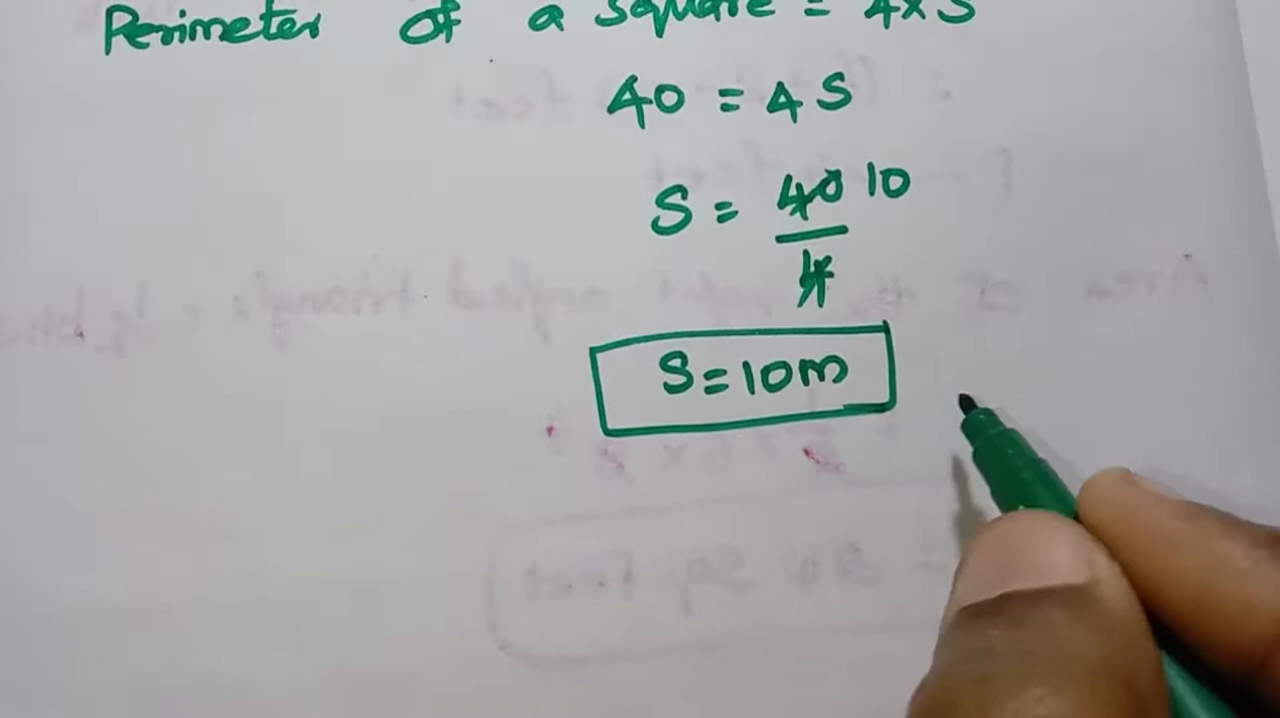 Perimeter of a square = 4×S
40 = 4S
S = 40 10
4
S=10m